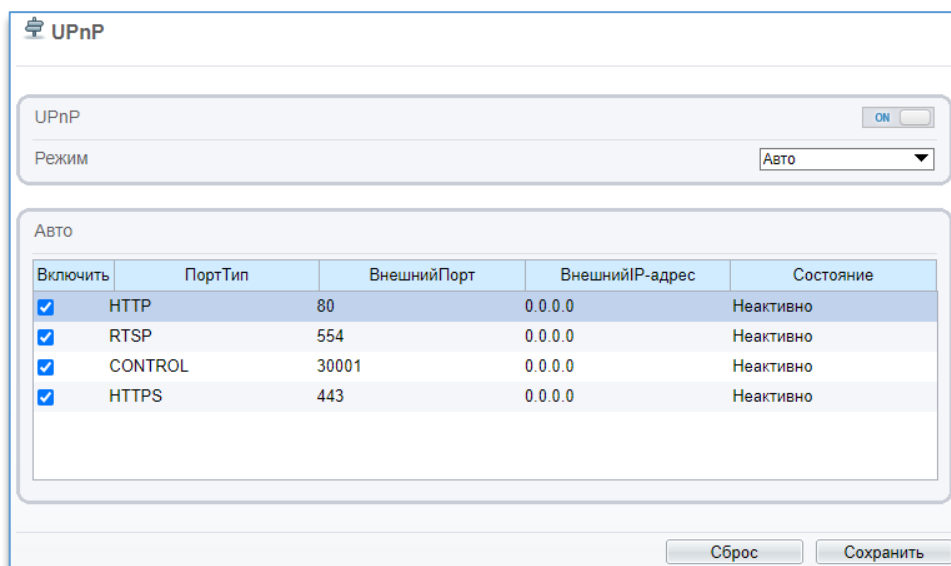 UPnP
UPnP ON
Режим Авто
Авто
Включить ПортТип ВнешнийПорт ВнешнийIP-адрес Состояние
HTTP 80 0.0.0.0 Неактивно
RTSP 554 0.0.0.0 Неактивно
CONTROL 30001 0.0.0.0 Неактивно
HTTPS 443 0.0.0.0 Неактивно
Сброс Сохранить